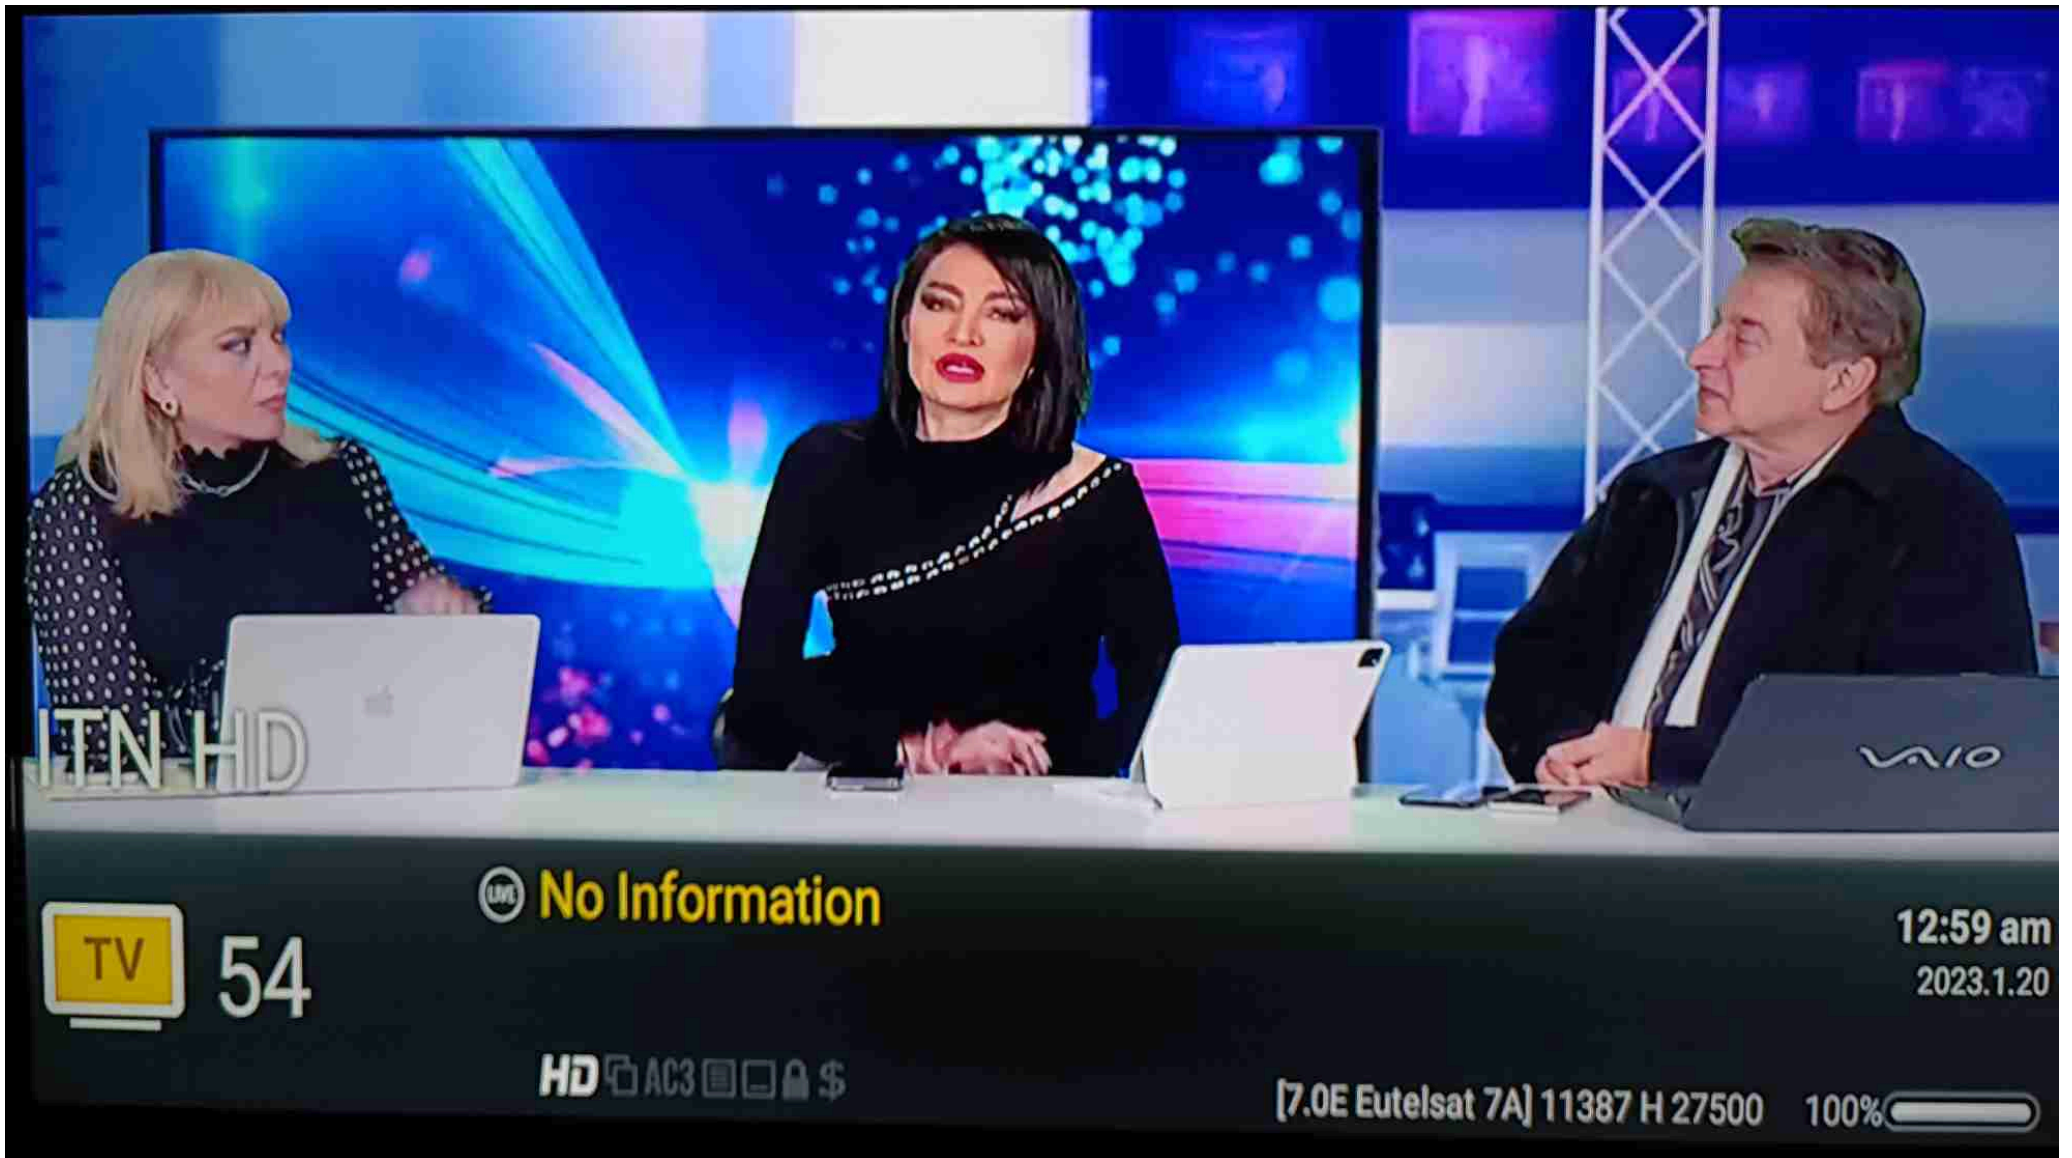 VAIO
ITN HD
LIVE No Information
TV 54
12:59 am
2023.1.20
HD AC3 $
[7.0E Eutelsat 7A] 11387 H 27500 100%